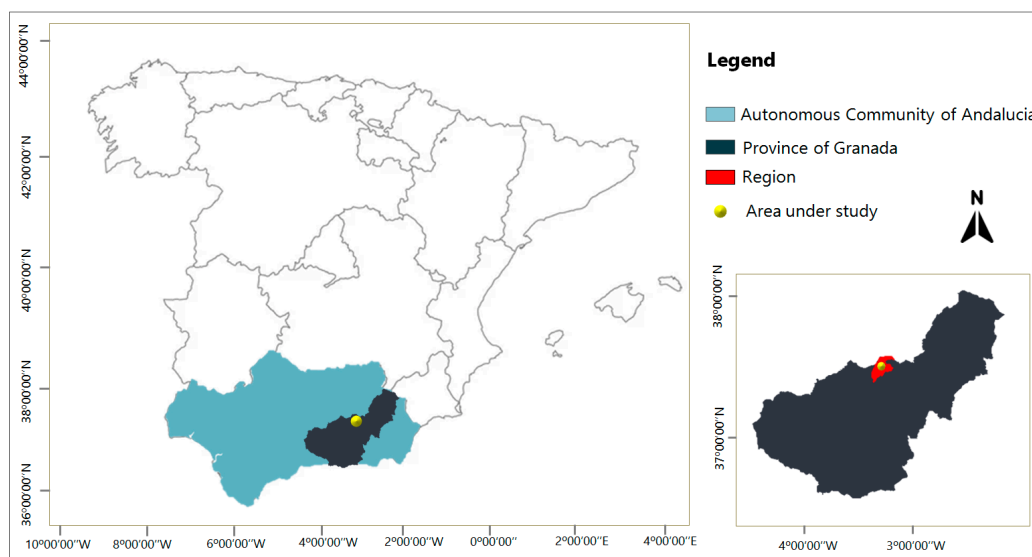 44°00'00"N
42°00'00"N
40°00'00"N
38°00'00"N
36°00'00"N
10°00'00"W
8°00'00"W
6°00'00"W
4°00'00"W
2°00'00"W
0°00'00"
2°00'00"E
4°00'00"E
Legend
Autonomous Community of Andalucia
Province of Granada
Region
Area under study
N
38°00'00"N
37°00'00"N
4°00'00"W
3°00'00"W